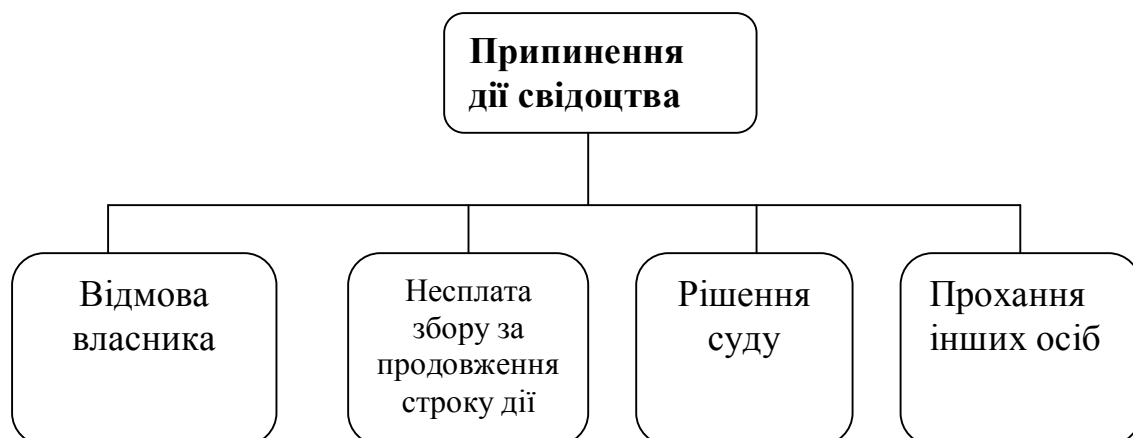 Припинення
дії свідоцтва
Відмова
власника
Несплата
збору за
продовження
строку дії
Рішення
суду
Прохання
інших осіб